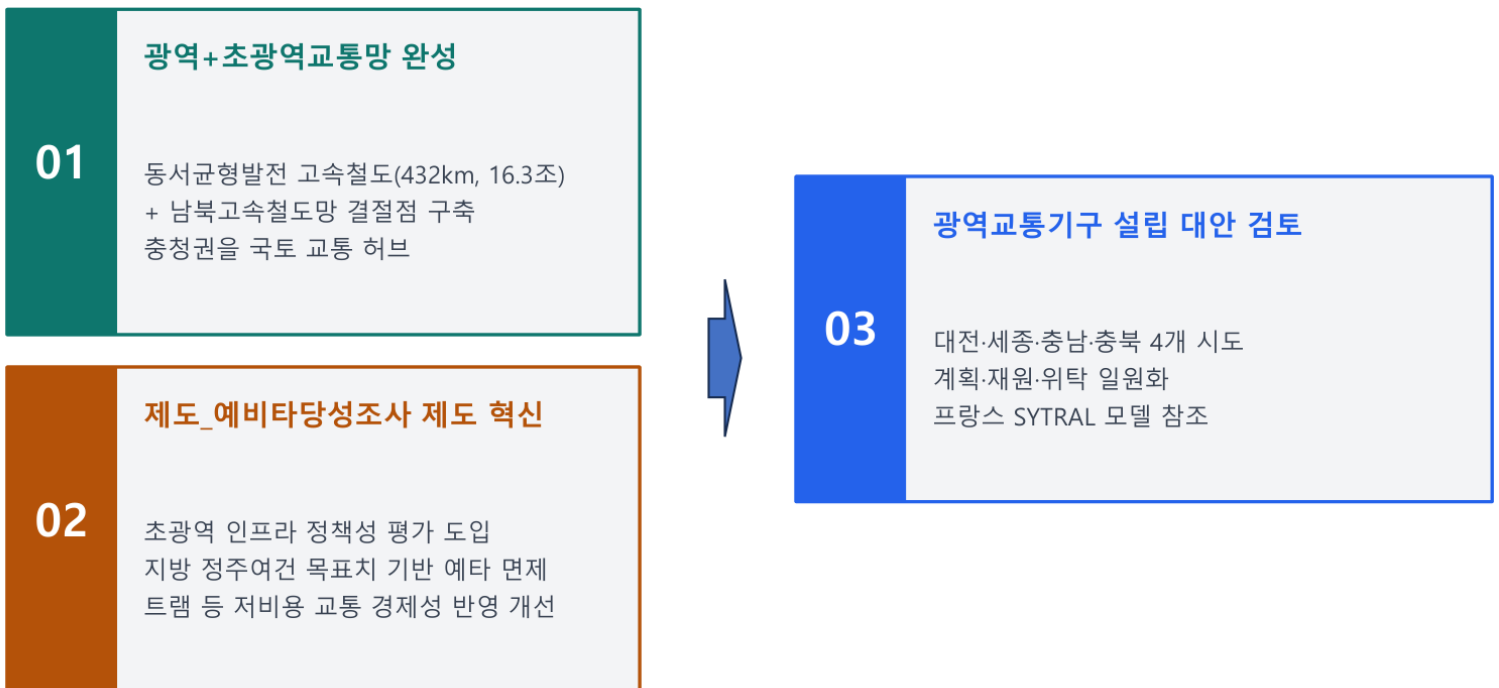 01
광역+초광역교통망 완성
동서균형발전 고속철도(432km, 16.3조)
+ 남북고속철도망 결절점 구축
충청권을 국토 교통 허브
02
제도_예비타당성조사 제도 혁신
초광역 인프라 정책성 평가 도입
지방 정주여건 목표치 기반 예타 면제
트램 등 저비용 교통 경제성 반영 개선
03
광역교통기구 설립 대안 검토
대전·세종·충남·충북 4개 시도
계획·재원·위탁 일원화
프랑스 SYTRAL 모델 참조